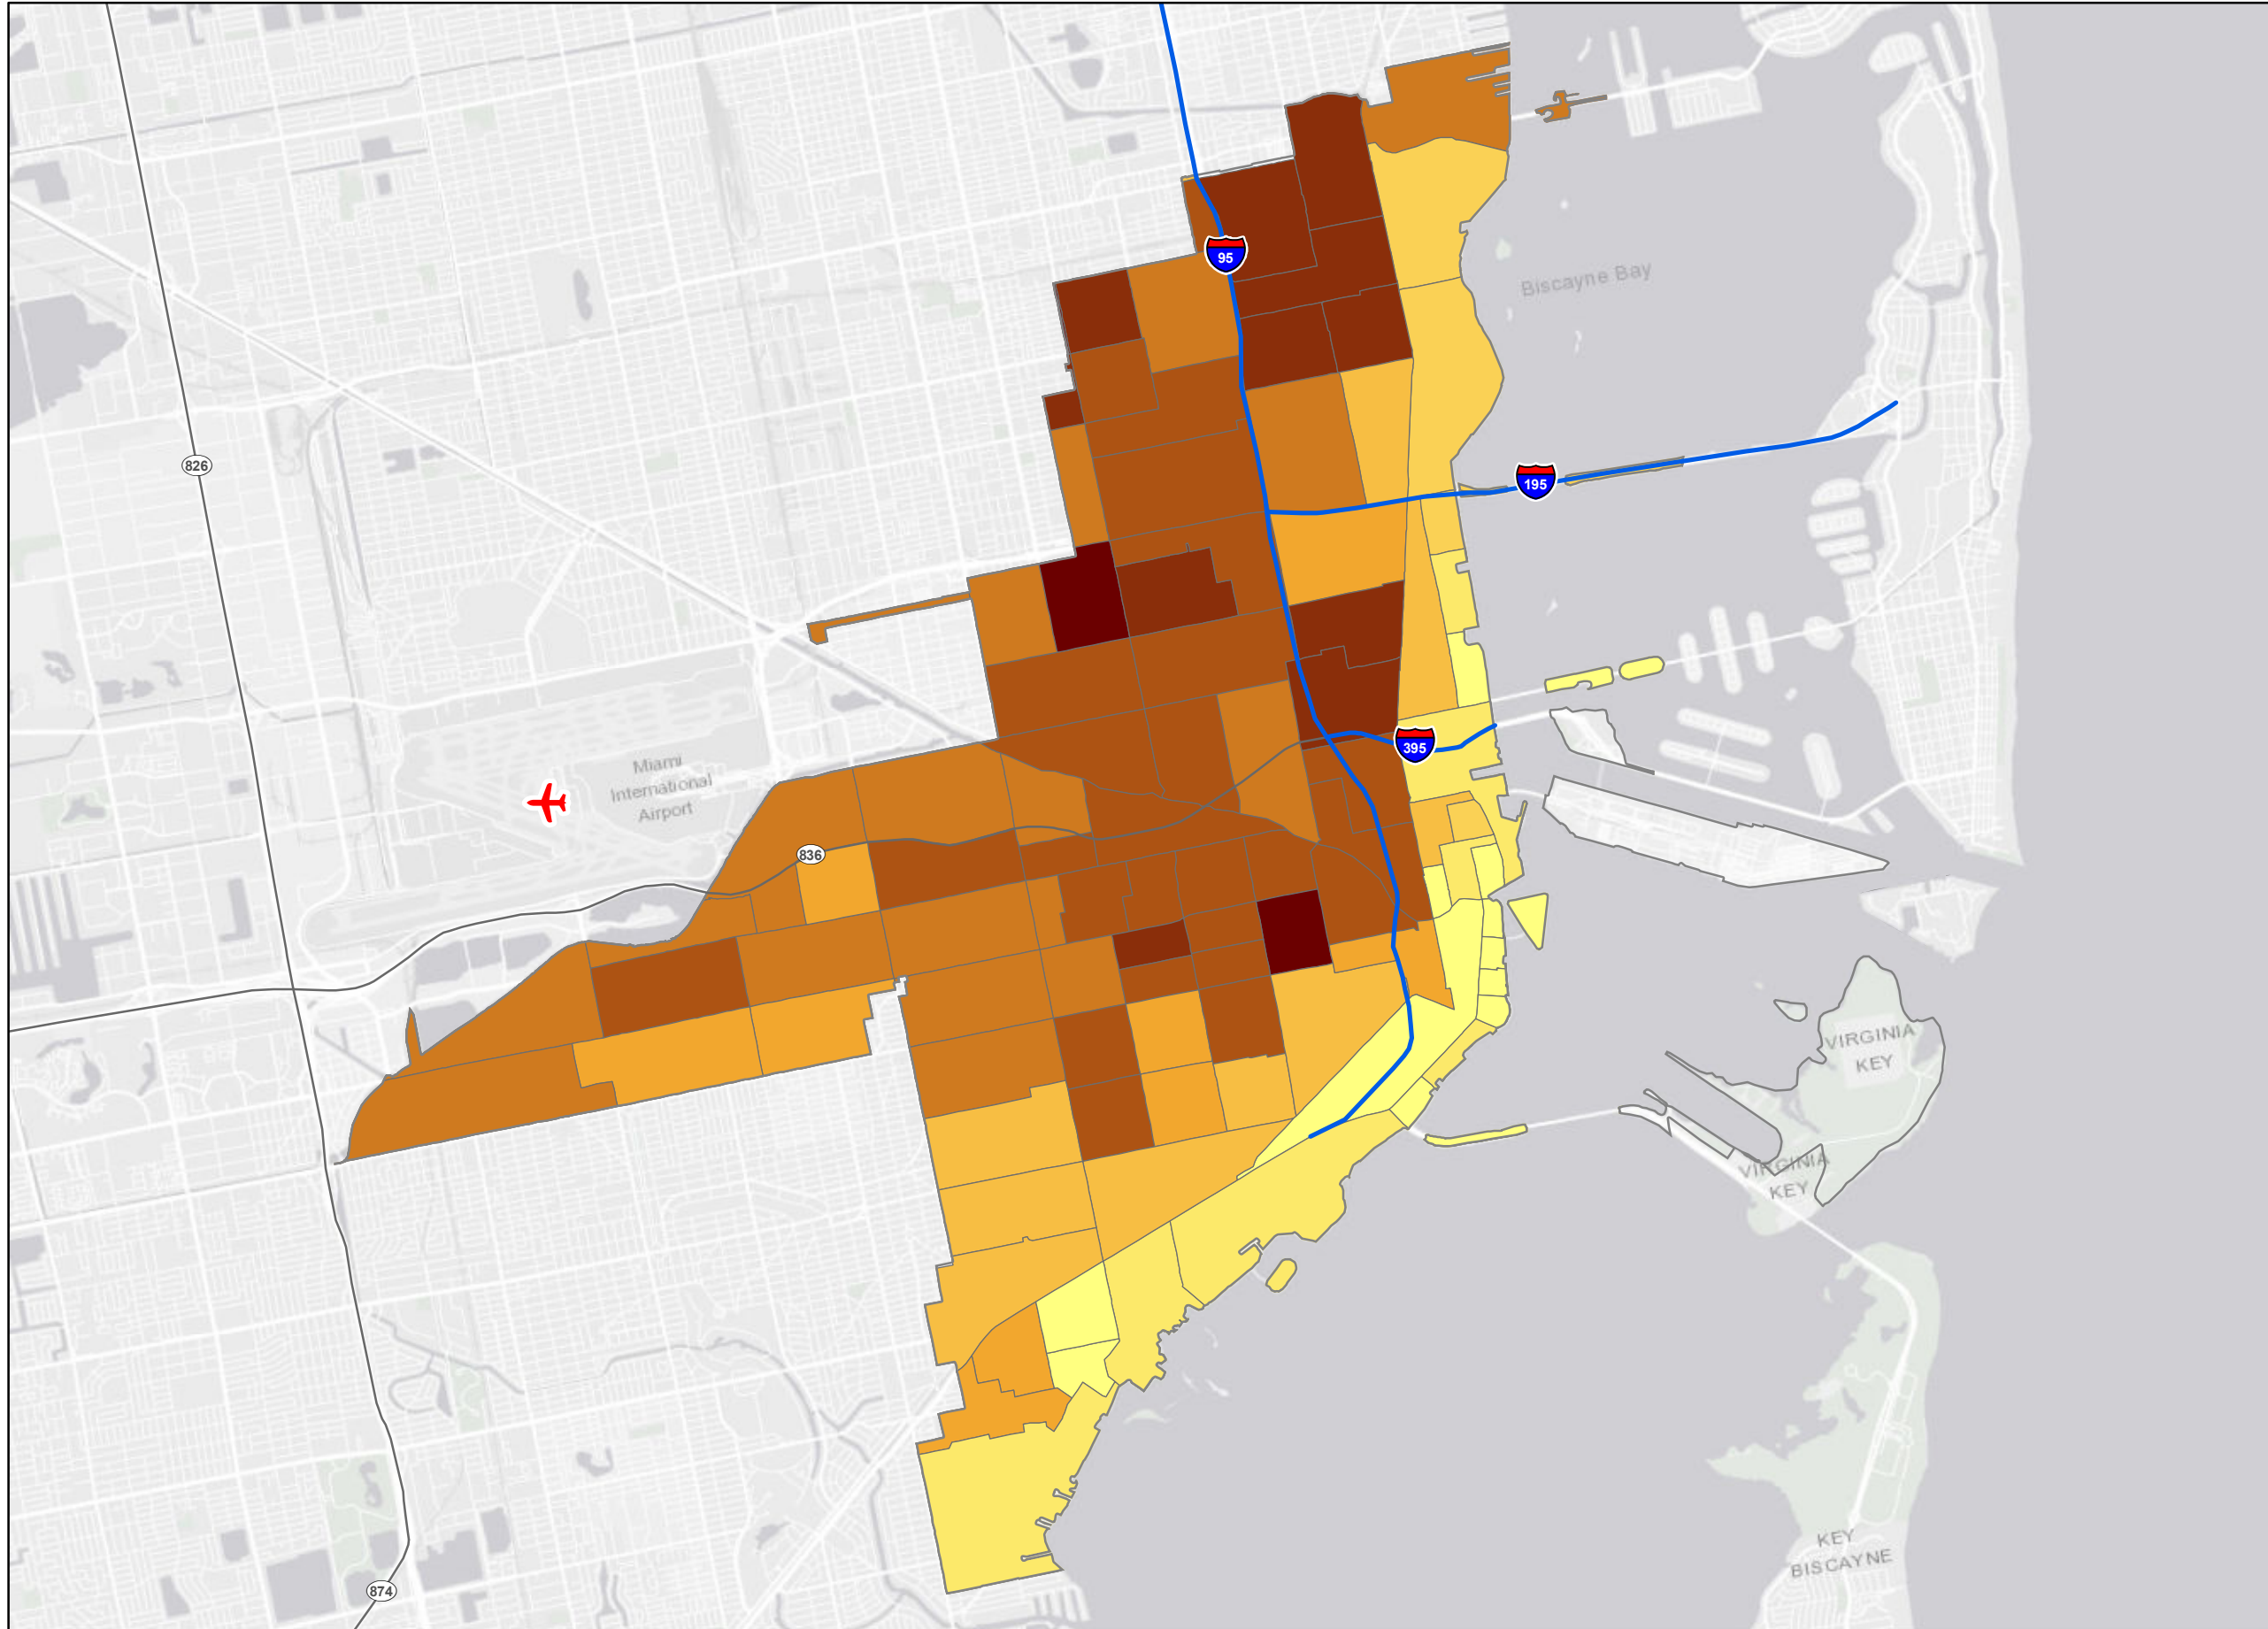 95
Biscayne Bay
826
195
Miami
International
Airport
395
836
VIRGINIA
KEY
VIRGINIA
KEY
KEY
BISCAYNE
874